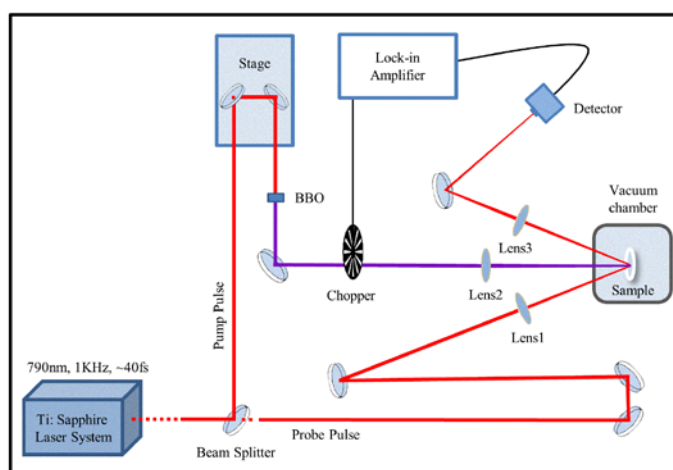 Stage
Lock-in
Amplifier
Detector
BBO
Vacuum
chamber
Lens3
Chopper
Lens2
Sample
Lens1
Pump Pulse
790nm, 1KHz, ~40fs
Ti: Sapphire
Laser System
Beam Splitter
Probe Pulse